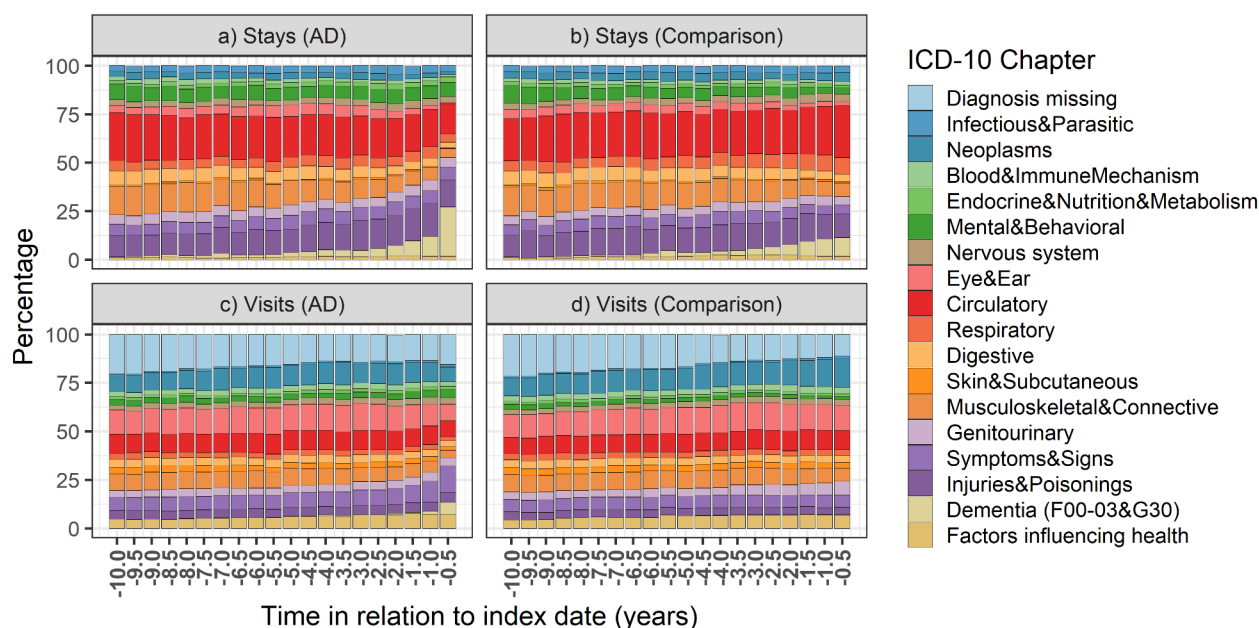 a) Stays (AD)
b) Stays (Comparison)
100
75
50
25
0
c) Visits (AD)
d) Visits (Comparison)
100
75
50
25
0
Percentage
-10.0
-9.5
-9.0
-8.5
-8.0
-7.5
-7.0
-6.5
-6.0
-5.5
-5.0
-4.5
-4.0
-3.5
-3.0
-2.5
-2.0
-1.5
-1.0
-0.5
-10.0
-9.5
-9.0
-8.5
-8.0
-7.5
-7.0
-6.5
-6.0
-5.5
-5.0
-4.5
-4.0
-3.5
-3.0
-2.5
-2.0
-1.5
-1.0
-0.5
Time in relation to index date (years)
ICD-10 Chapter
Diagnosis missing
Infectious&Parasitic
Neoplasms
Blood&ImmuneMechanism
Endocrine&Nutrition&Metabolism
Mental&Behavioral
Nervous system
Eye&Ear
Circulatory
Respiratory
Digestive
Skin&Subcutaneous
Musculoskeletal&Connective
Genitourinary
Symptoms&Signs
Injuries&Poisonings
Dementia (F00-03&G30)
Factors influencing health